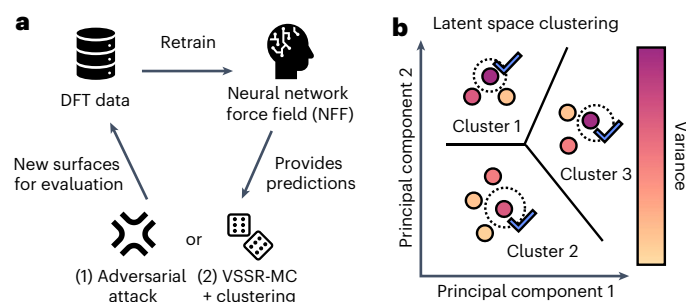 a
Retrain
DFT data
Neural network
force field (NFF)
New surfaces
for evaluation
Provides
predictions
or
(1) Adversarial
attack
(2) VSSR-MC
+ clustering
b
Latent space clustering
Principal component 2
Cluster 1
Cluster 3
Cluster 2
Principal component 1
Variance